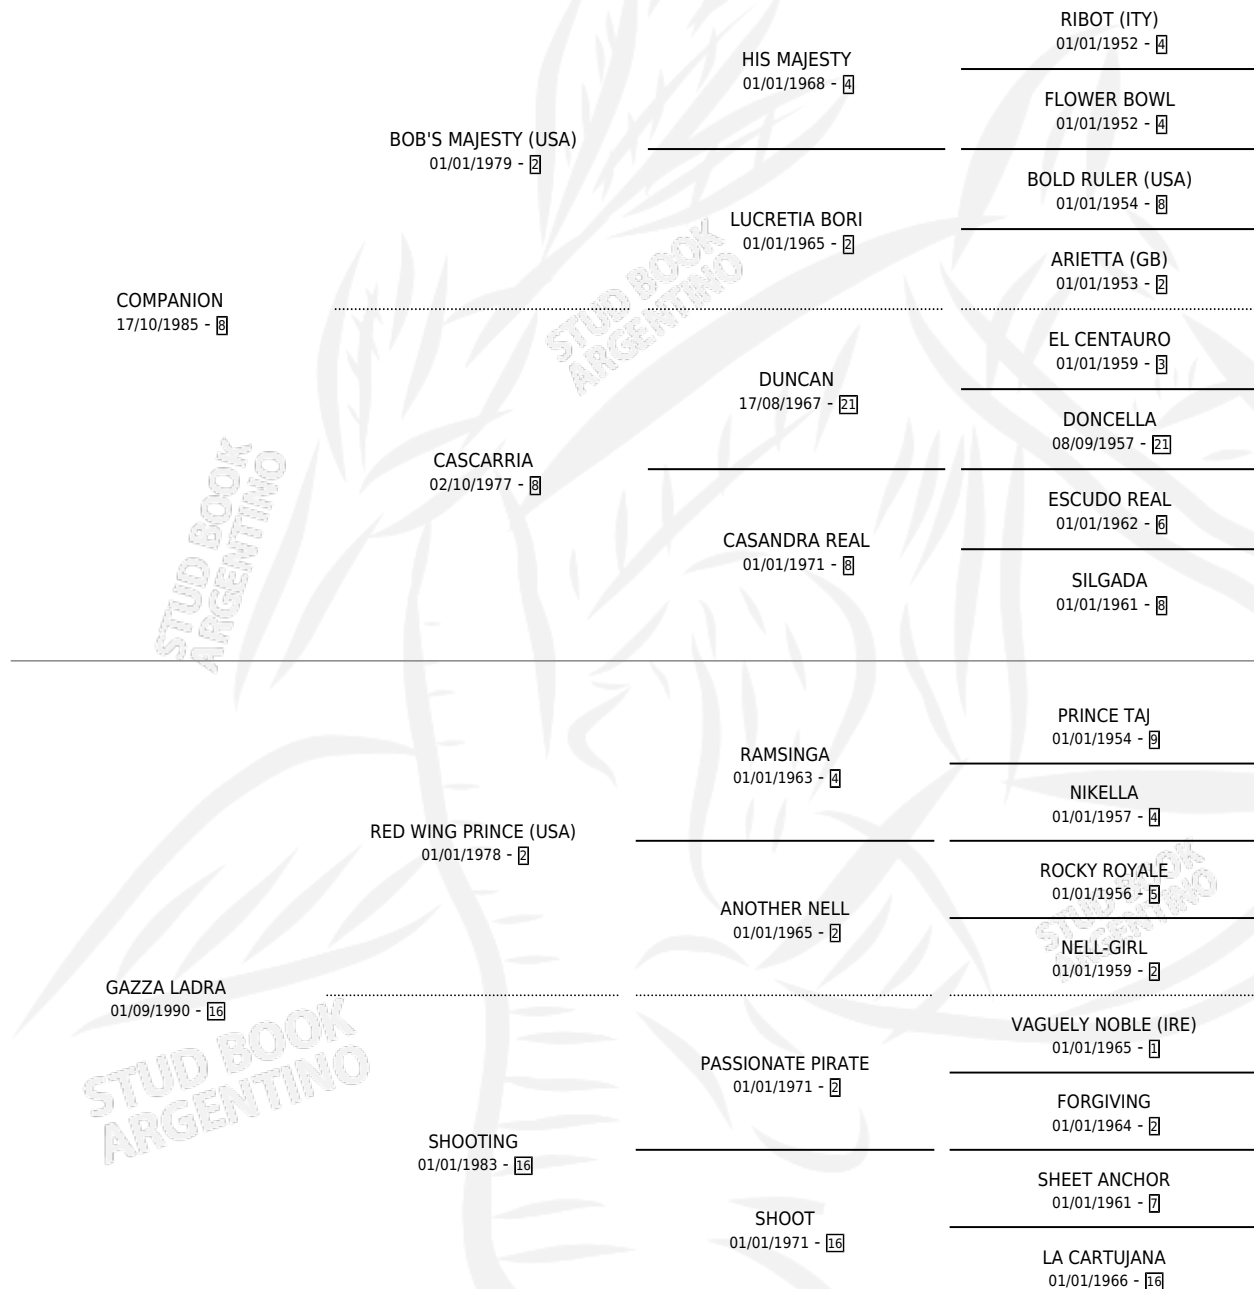 RIBOT (ITY)
01/01/1952 - 4
HIS MAJESTY
01/01/1968 - 4
FLOWER BOWL
01/01/1952 - 4
BOB'S MAJESTY (USA)
01/01/1979 - 2
BOLD RULER (USA)
01/01/1954 - 8
LUCRETIA BORI
01/01/1965 - 2
ARIETTA (GB)
01/01/1953 - 2
COMPANION
17/10/1985 - 8
EL CENTAURO
01/01/1959 - 3
DUNCAN
17/08/1967 - 21
DONCELLA
08/09/1957 - 21
CASCARRIA
02/10/1977 - 8
ESCUDO REAL
01/01/1962 - 6
CASANDRA REAL
01/01/1971 - 8
SILGADA
01/01/1961 - 8
PRINCE TAJ
01/01/1954 - 9
RAMSINGA
01/01/1963 - 4
NIKELLA
01/01/1957 - 4
RED WING PRINCE (USA)
01/01/1978 - 2
ROCKY ROYALE
01/01/1956 - 5
ANOTHER NELL
01/01/1965 - 2
NELL-GIRL
01/01/1959 - 2
GAZZA LADRA
01/09/1990 - 16
VAGUELY NOBLE (IRE)
01/01/1965 - 1
PASSIONATE PIRATE
01/01/1971 - 2
FORGIVING
01/01/1964 - 2
SHOOTING
01/01/1983 - 16
SHEET ANCHOR
01/01/1961 - 7
SHOOT
01/01/1971 - 16
LA CARTUJANA
01/01/1966 - 16
STUD BOOK
ARGENTINO
STUD BOOK
ARGENTINO
STUD BOOK
ARGENTINO
STUD BOOK
ARGENTINO